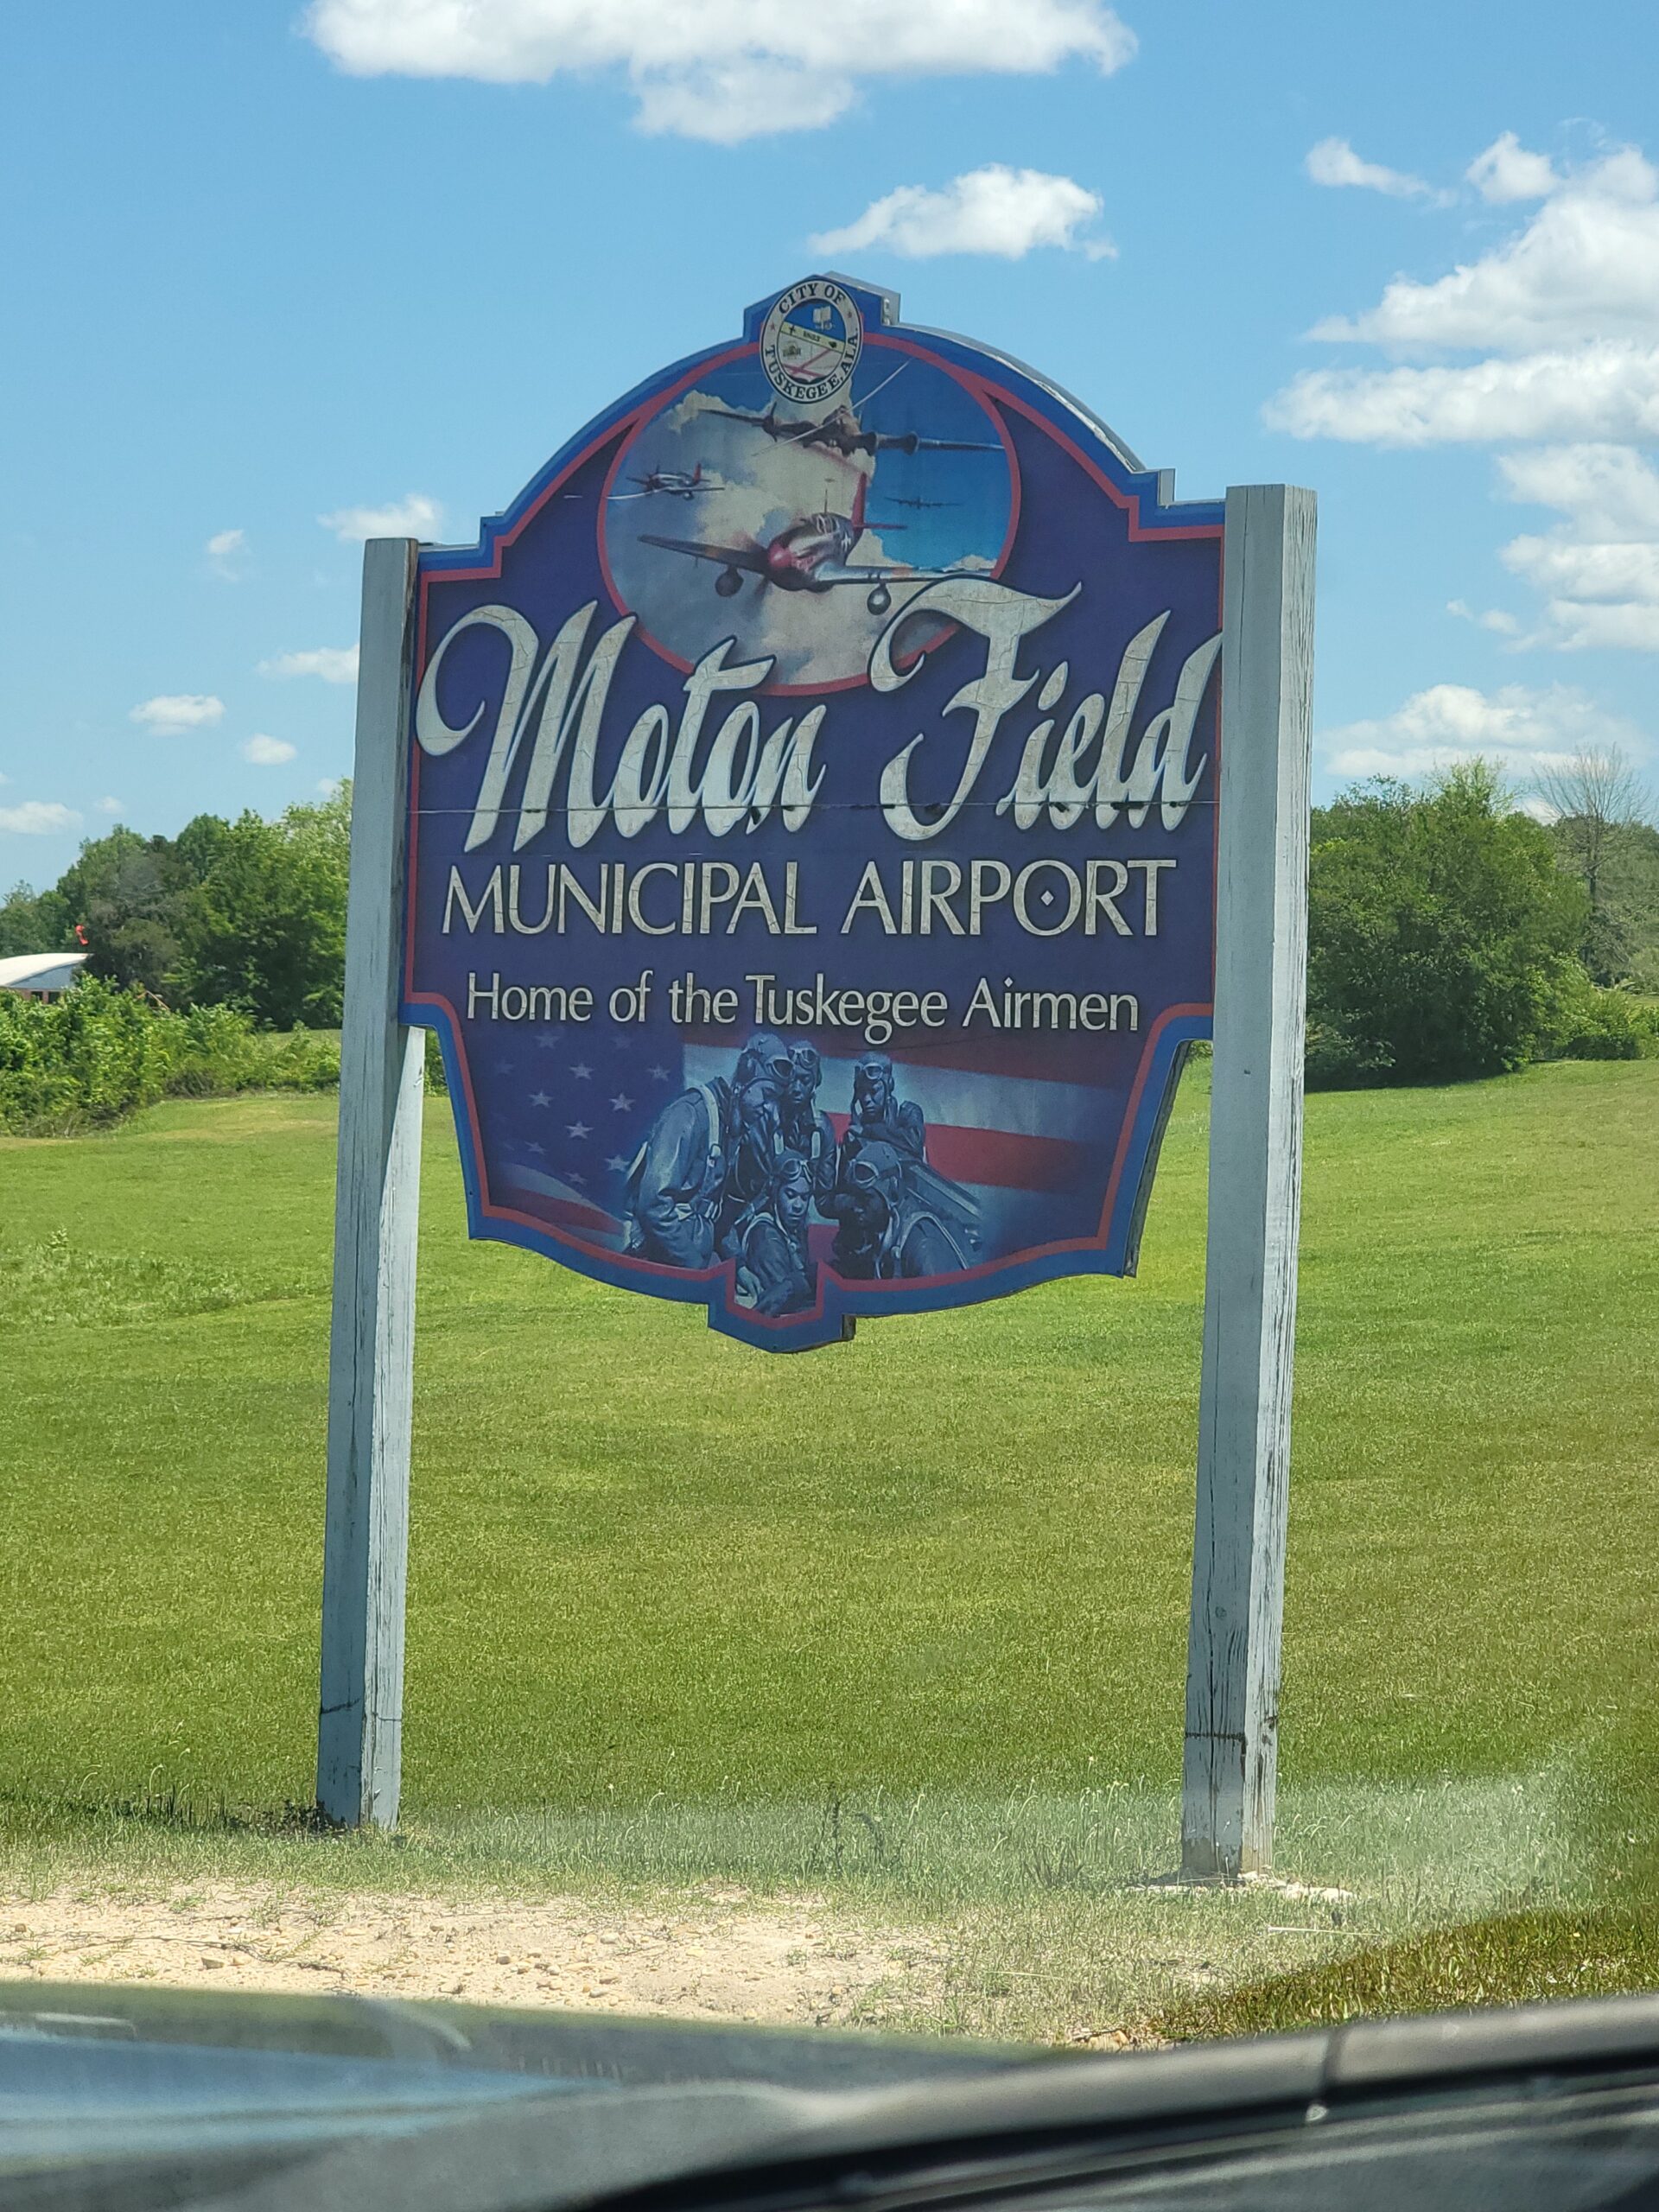 CITY OF
TUSKEGEE, ALA.
Moton Field
MUNICIPAL AIRPORT
Home of the Tuskegee Airmen